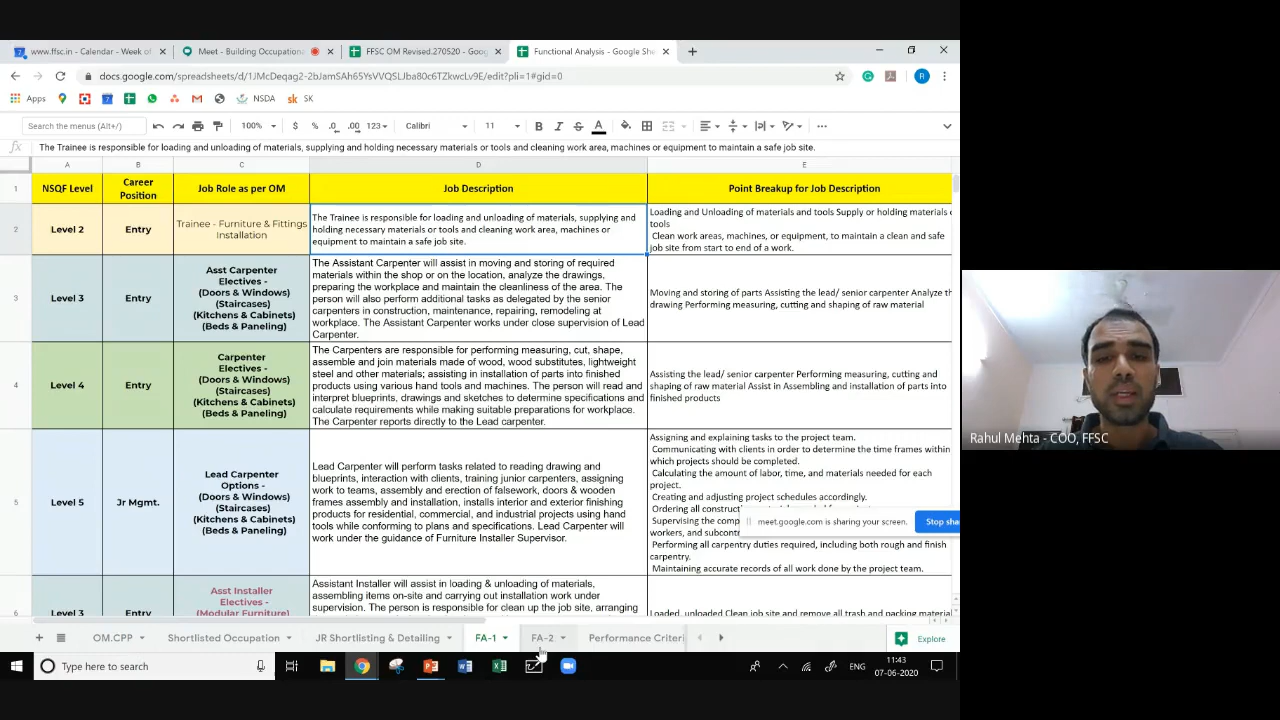 www.ffsc.in - Calendar - Week of
Meet - Building Occupationa
FFSC OM Revised:270520 - Goog
Functional Analysis - Google She
docs.google.com/spreadsheets/d/1JMcDeqag2-2bJamSAh65YsVVQSLJba80c6TZkwcLv9E/edit?pli=1#gid=0
Apps
NSDA
SK
Search the menus (Alt+/)
100%
$
%
.0
.00
123
Calibri
11
B
I
S
A
fx
The Trainee is responsible for loading and unloading of materials, supplying and holding necessary materials or tools and cleaning work area, machines or equipment to maintain a safe job site.
A B C D E
1
NSQF Level
Career
Position
Job Role as per OM
Job Description
Point Breakup for Job Description
2
Level 2
Entry
Trainee - Furniture & Fittings
Installation
The Trainee is responsible for loading and unloading of materials, supplying and
holding necessary materials or tools and cleaning work area, machines or
equipment to maintain a safe job site.
Loading and Unloading of materials and tools Supply or holding materials
tools
Clean work areas, machines, or equipment, to maintain a clean and safe
job site from start to end of a work.
3
Level 3
Entry
Asst Carpenter
Electives -
(Doors & Windows)
(Staircases)
(Kitchens & Cabinets)
(Beds & Paneling)
The Assistant Carpenter will assist in moving and storing of required
materials within the shop or on the location, analyze the drawings,
preparing the workplace and maintain the cleanliness of the area. The
person will also perform additional tasks as delegated by the senior
carpenters in construction, maintenance, repairing, remodeling at
workplace. The Assistant Carpenter works under close supervision of Lead
Carpenter.
Moving and storing of parts Assisting the lead/ senior carpenter Analyze th
drawing Performing measuring, cutting and shaping of raw material
4
Level 4
Entry
Carpenter
Electives -
(Doors & Windows)
(Staircases)
(Kitchens & Cabinets)
(Beds & Paneling)
The Carpenters are responsible for performing measuring, cut, shape,
assemble and join materials made of wood, wood substitutes, lightweight
steel and other materials; assisting in installation of parts into finished
products using various hand tools and machines. The person will read and
interpret blueprints, drawings and sketches to determine specifications and
calculate requirements while making suitable preparations for workplace.
The Carpenter reports directly to the Lead carpenter.
Assisting the lead/ senior carpenter Performing measuring, cutting and
shaping of raw material Assist in Assembling and installation of parts into
finished products
5
Level 5
Jr Mgmt.
Lead Carpenter
Options -
(Doors & Windows)
(Staircases)
(Kitchens & Cabinets)
(Beds & Paneling)
Lead Carpenter will perform tasks related to reading drawing and
blueprints, interaction with clients, training junior carpenters, assigning
work to teams, assembly and erection of falsework, doors & wooden
frames assembly and installation, installs interior and exterior finishing
products for residential, commercial, and industrial projects using hand
tools while conforming to plans and specifications. Lead Carpenter will
work under the guidance of Furniture Installer Supervisor.
Assigning and explaining tasks to the project team.
Communicating with clients in order to determine the time frames within
which projects should be completed.
Calculating the amount of labor, time, and materials needed for each
project.
Creating and adjusting project schedules accordingly.
Ordering all construc
Supervising the comp
workers, and subcont
Performing all carpentry duties required, including both rough and finish
carpentry.
Maintaining accurate records of all work done by the project team.
meet.google.com is sharing your screen.
Stop sha
6
Level 3
Entry
Asst Installer
Electives -
(Modular Furniture)
Assistant Installer will assist in loading & unloading of materials,
assembling items on-site and carrying out installation work under
supervision. The person is responsible for clean up the job site, arranging
Loaded, unloaded Clean job site and remove all trash and packing materia
OM.CPP
Shortlisted Occupation
JR Shortlisting & Detailing
FA-1
FA-2
Performance Criteri
Explore
Type here to search
ENG
11:43
07-06-2020
Rahul Mehta - COO, FFSC